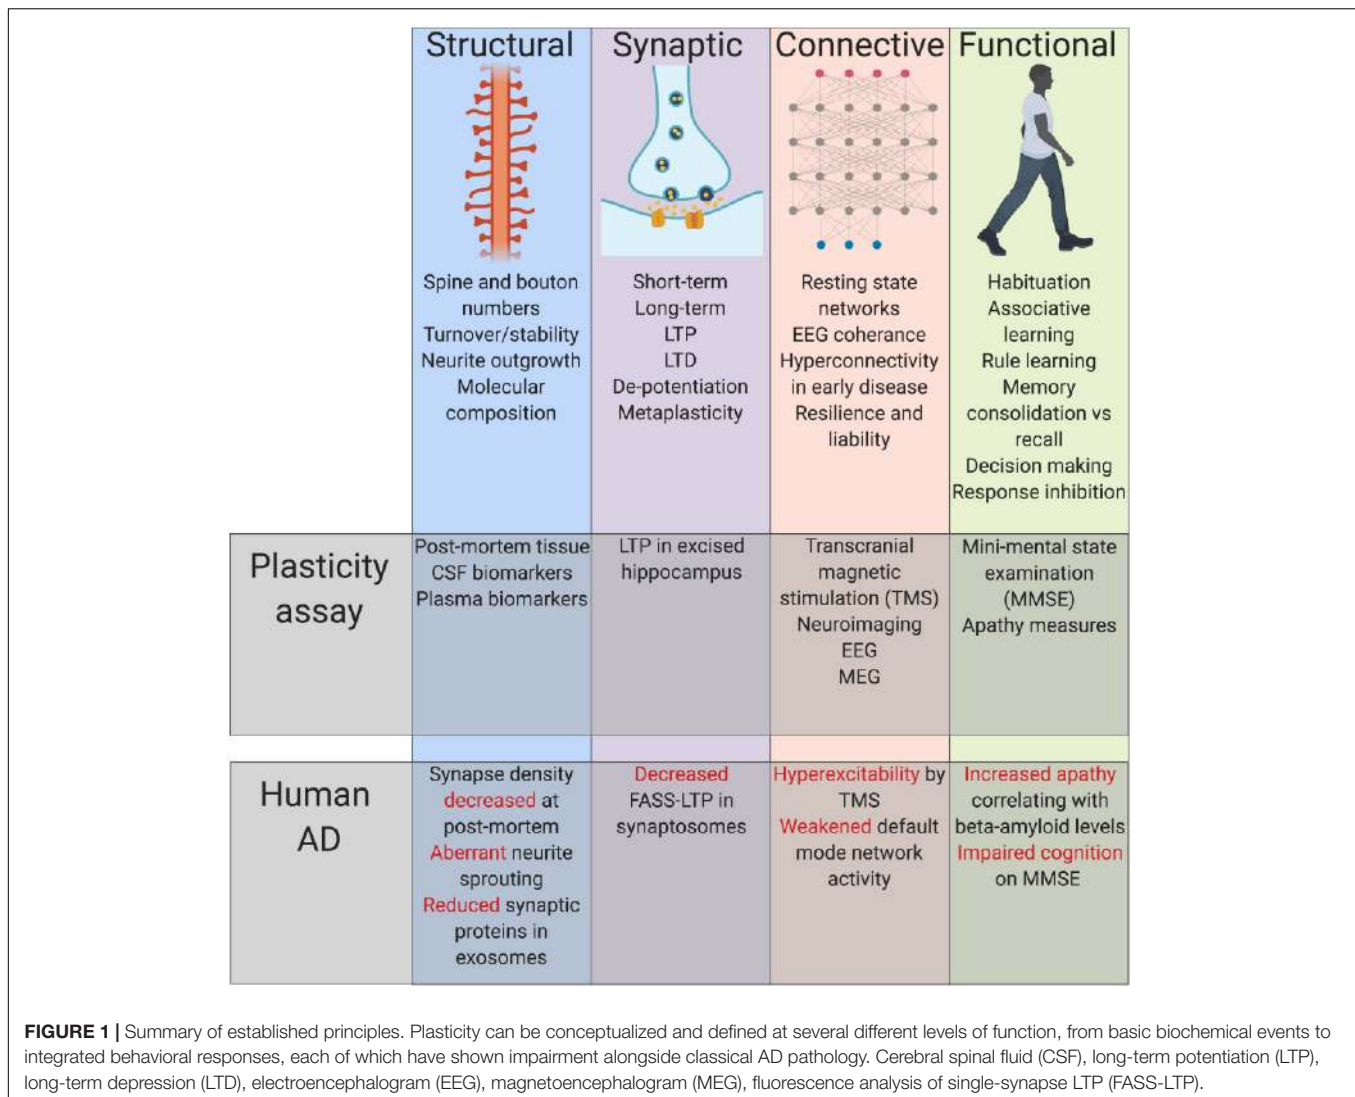 Structural
Spine and bouton
numbers
Turnover/stability
Neurite outgrowth
Molecular
composition
Synaptic
Short-term
Long-term
LTP
LTD
De-potentiation
Metaplasticity
Connective
Resting state
networks
EEG coherance
Hyperconnectivity
in early disease
Resilience and
liability
Functional
Habituation
Associative
learning
Rule learning
Memory
consolidation vs
recall
Decision making
Response inhibition
Plasticity
assay
Post-mortem tissue
CSF biomarkers
Plasma biomarkers
LTP in excised
hippocampus
Transcranial
magnetic
stimulation (TMS)
Neuroimaging
EEG
MEG
Mini-mental state
examination
(MMSE)
Apathy measures
Human
AD
Synapse density
decreased at
post-mortem
Aberrant neurite
sprouting
Reduced synaptic
proteins in
exosomes
Decreased
FASS-LTP in
synaptosomes
Hyperexcitability by
TMS
Weakened default
mode network
activity
Increased apathy
correlating with
beta-amyloid levels
Impaired cognition
on MMSE
FIGURE 1 | Summary of established principles. Plasticity can be conceptualized and defined at several different levels of function, from basic biochemical events to
integrated behavioral responses, each of which have shown impairment alongside classical AD pathology. Cerebral spinal fluid (CSF), long-term potentiation (LTP),
long-term depression (LTD), electroencephalogram (EEG), magnetoencephalogram (MEG), fluorescence analysis of single-synapse LTP (FASS-LTP).